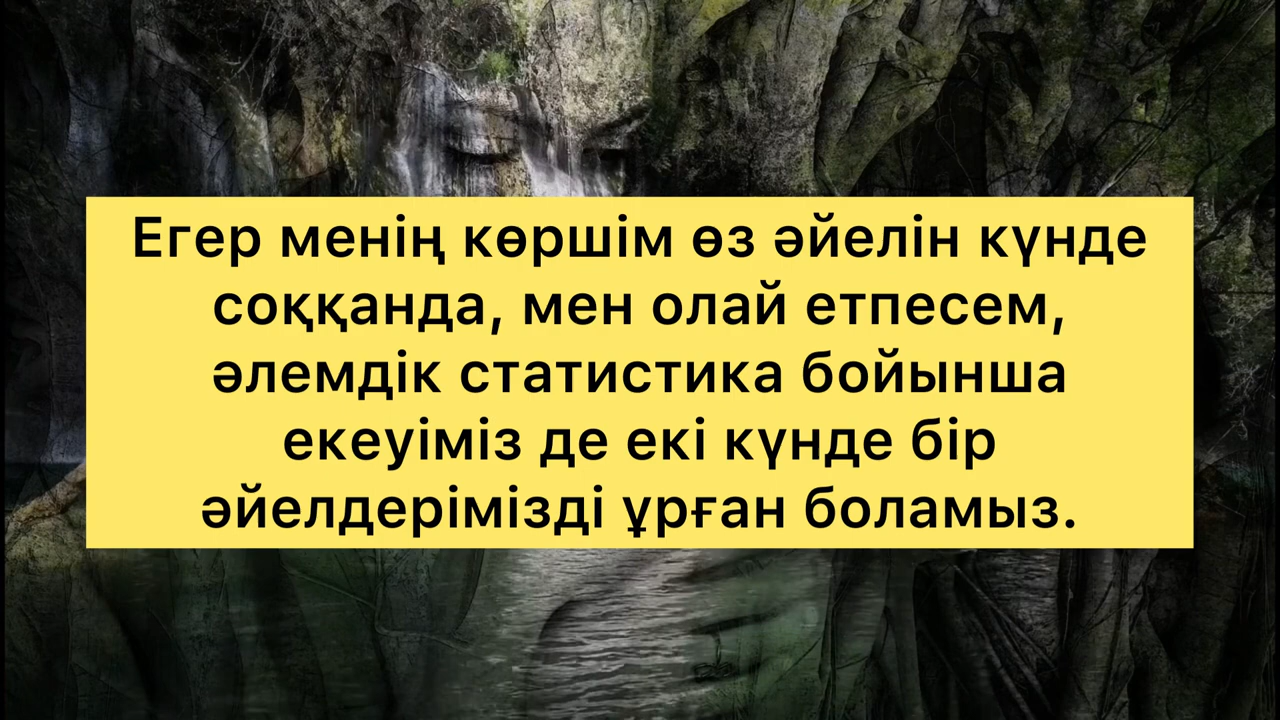 Егер менің көршім өз әйелін күнде
соққанда, мен олай етпесем,
әлемдік статистика бойынша
екеуіміз де екі күнде бір
әйелдерімізді ұрған боламыз.